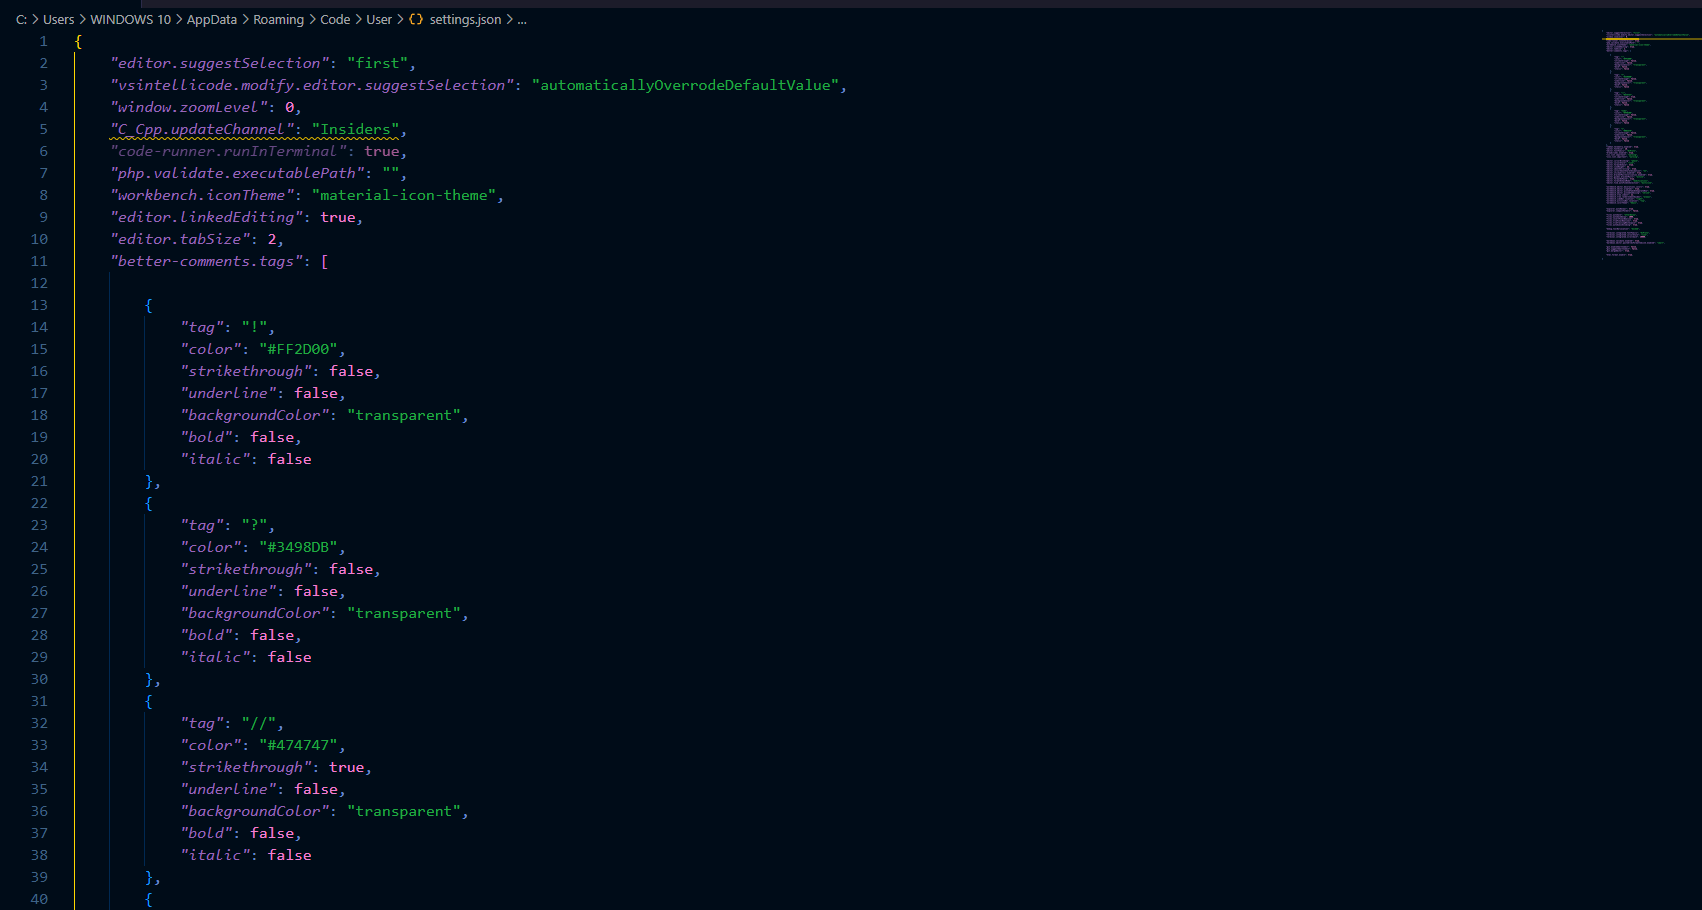 C: > Users > WINDOWS 10 > AppData > Roaming > Code > User > {} settings.json > ...
1 {
2 "editor.suggestSelection": "first",
3 "vsintellicode.modify.editor.suggestSelection": "automaticallyOverrodeDefaultValue",
4 "window.zoomLevel": 0,
5 "C_Cpp.updateChannel": "Insiders",
6 "code-runner.runInTerminal": true,
7 "php.validate.executablePath": "",
8 "workbench.iconTheme": "material-icon-theme",
9 "editor.linkedEditing": true,
10 "editor.tabSize": 2,
11 "better-comments.tags": [
12
13 {
14 "tag": "!",
15 "color": "#FF2D00",
16 "strikethrough": false,
17 "underline": false,
18 "backgroundColor": "transparent",
19 "bold": false,
20 "italic": false
21 },
22 {
23 "tag": "?",
24 "color": "#3498DB",
25 "strikethrough": false,
26 "underline": false,
27 "backgroundColor": "transparent",
28 "bold": false,
29 "italic": false
30 },
31 {
32 "tag": "//",
33 "color": "#474747",
34 "strikethrough": true,
35 "underline": false,
36 "backgroundColor": "transparent",
37 "bold": false,
38 "italic": false
39 },
40 {